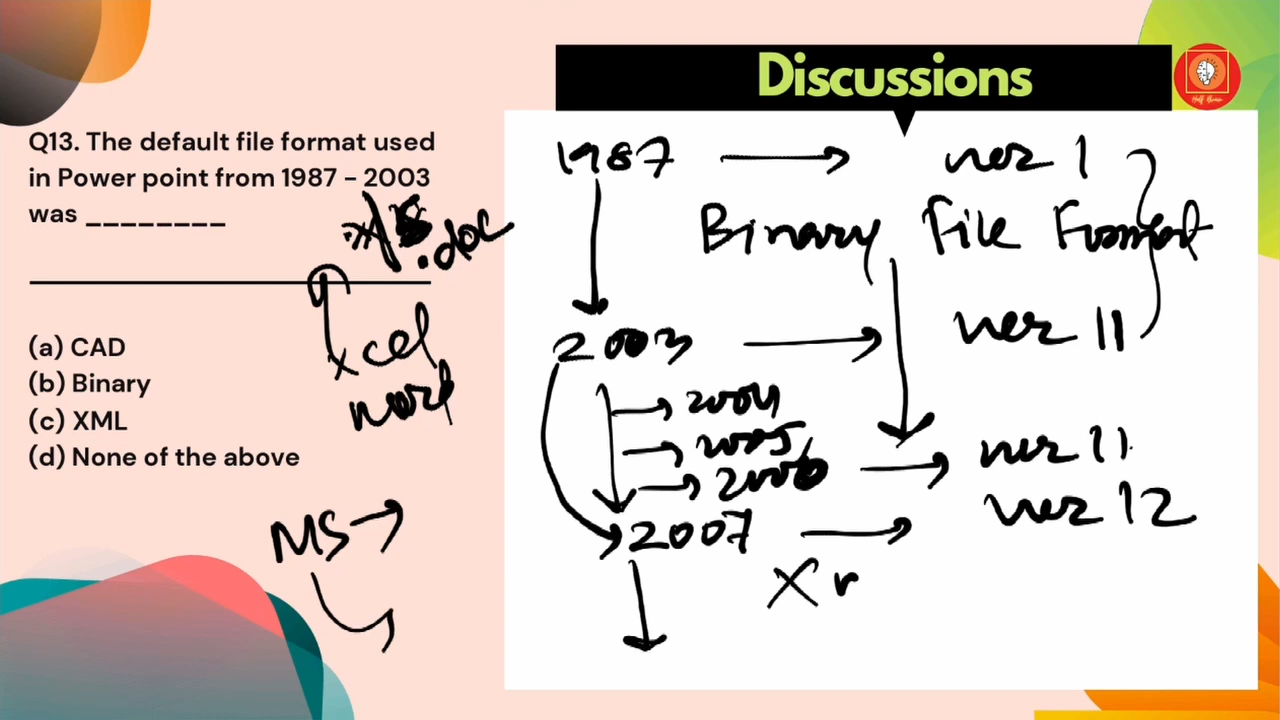 Discussions
Half Brain
Q13. The default file format used
in Power point from 1987 - 2003
was ________
(a) CAD
(b) Binary
(c) XML
(d) None of the above
.doc
xcel
word
MS
1987 ver 1
Binary File Format
2003 ver 11
2004
2005
2006 ver 11
2007 ver 12
X